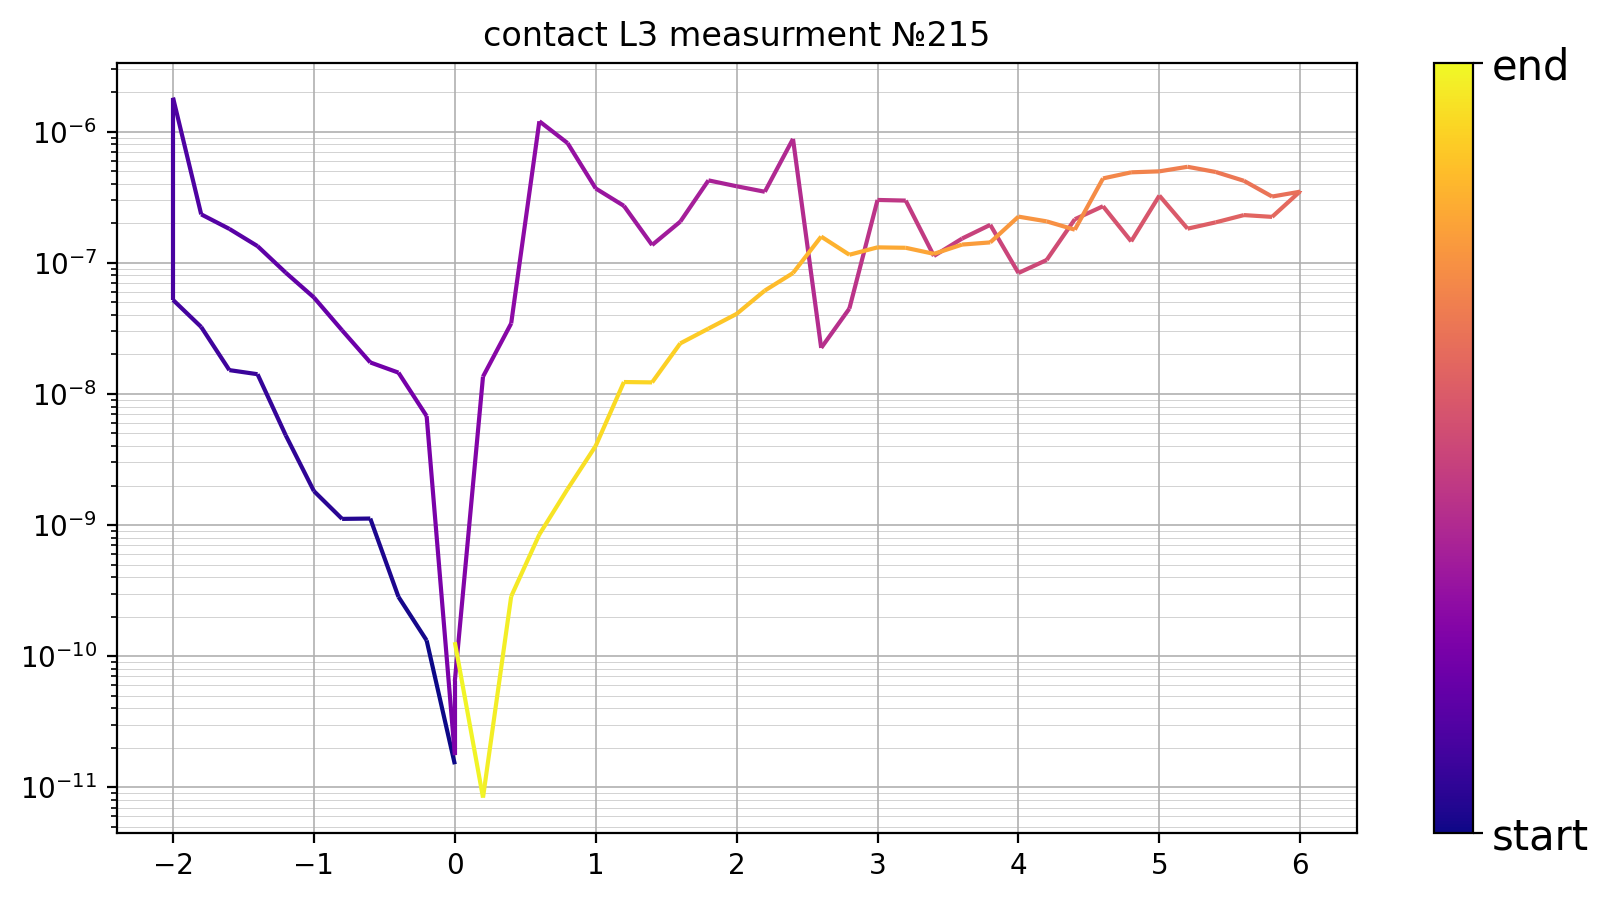 contact L3 measurment №215
10⁻⁶
10⁻⁷
10⁻⁸
10⁻⁹
10⁻¹⁰
10⁻¹¹
−2 −1 0 1 2 3 4 5 6
end
start